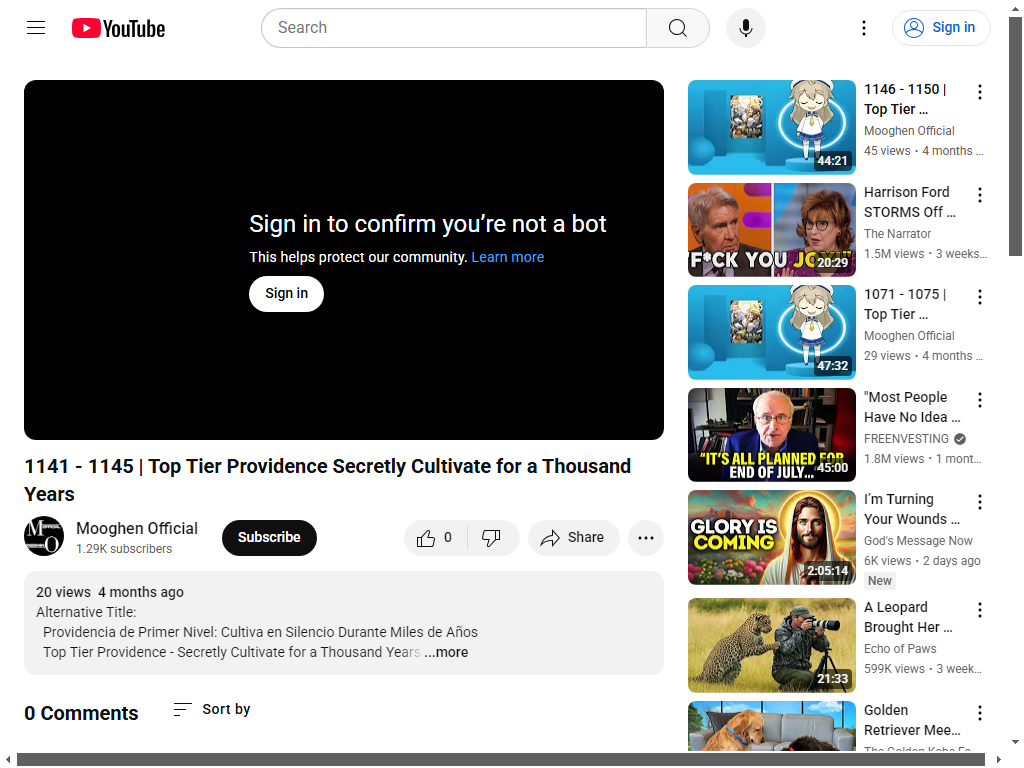 YouTube
Search
Sign in
Sign in to confirm you’re not a bot
This helps protect our community. Learn more
Sign in
1141 - 1145 | Top Tier Providence Secretly Cultivate for a Thousand
Years
Mooghen Official
1.29K subscribers
Subscribe
0
Share
20 views 4 months ago
Alternative Title:
Providencia de Primer Nivel: Cultiva en Silencio Durante Miles de Años
Top Tier Providence - Secretly Cultivate for a Thousand Years ...more
0 Comments
Sort by
44:21
1146 - 1150 |
Top Tier ...
Mooghen Official
45 views • 4 months ...
F*CK YOU JOY!
20:29
Harrison Ford
STORMS Off ...
The Narrator
1.5M views • 3 weeks...
47:32
1071 - 1075 |
Top Tier ...
Mooghen Official
29 views • 4 months ...
"IT'S ALL PLANNED FOR
END OF JULY...
45:00
"Most People
Have No Idea ...
FREENVESTING
1.8M views • 1 mont...
GLORY IS
COMING
2:05:14
I’m Turning
Your Wounds ...
God's Message Now
6K views • 2 days ago
New
21:33
A Leopard
Brought Her ...
Echo of Paws
599K views • 3 week...
Golden
Retriever Mee...